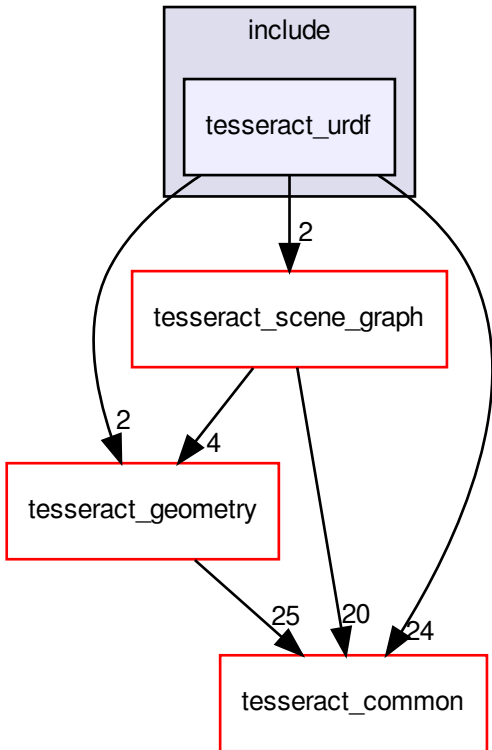 include
tesseract_urdf
2
tesseract_scene_graph
2
4
tesseract_geometry
25
20
24
tesseract_common